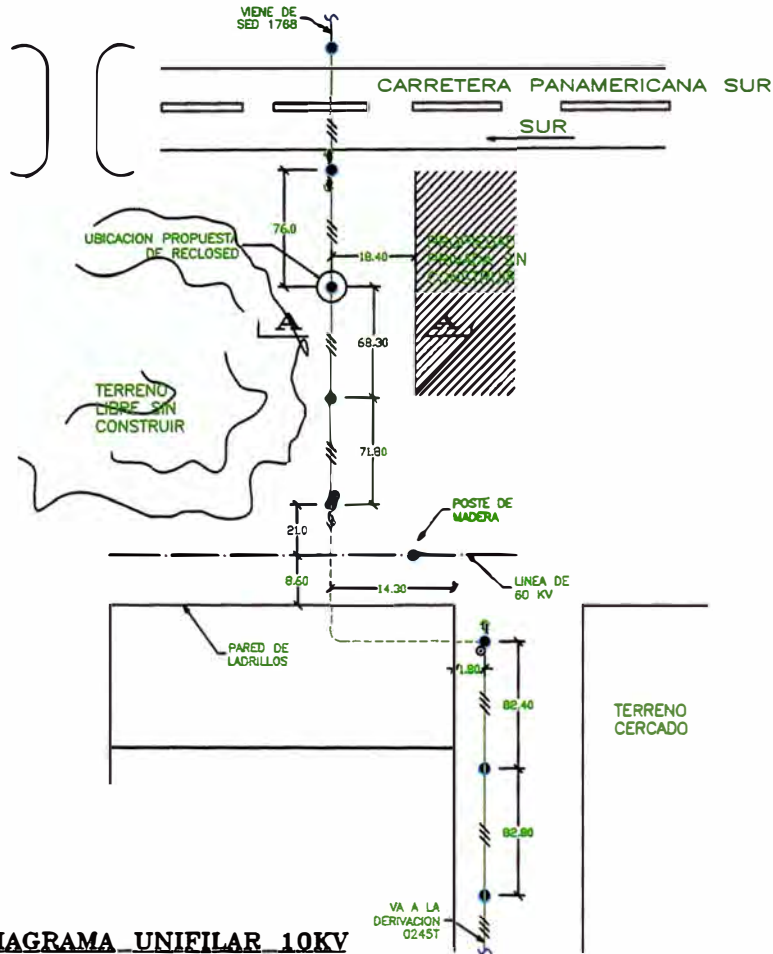 VIENE DE
SED 1768
CARRETERA PANAMERICANA SUR
SUR
76.0
UBICACION PROPUESTA
DE RECLOSED
18.40
A
A
68.30
TERRENO
LIBRE SIN
CONSTRUIR
71.80
POSTE DE
MADERA
21.0
8.60
14.30
LINEA DE
60 KV
PARED DE
LADRILLOS
1.80
82.40
TERRENO
CERCADO
82.80
VA A LA
DERIVACION
0245T
IAGRAMA UNIFILAR 10KV